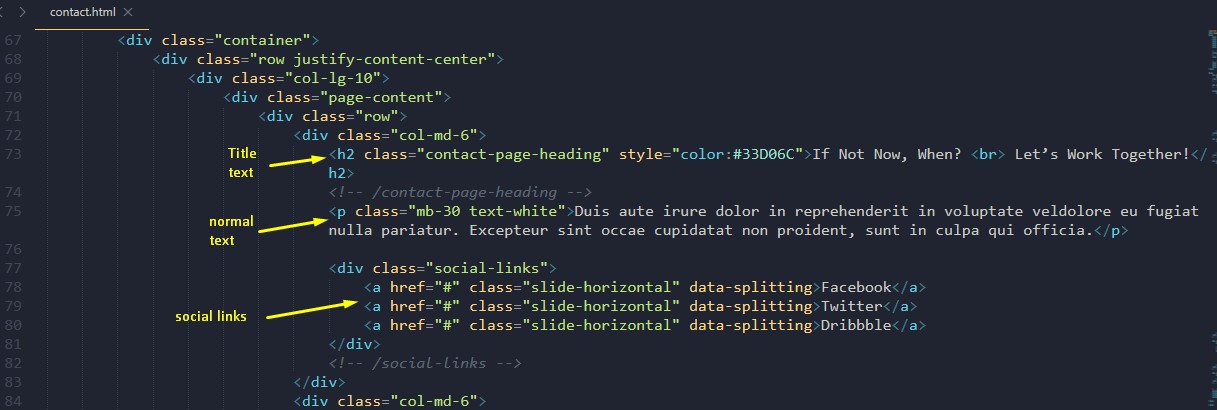 contact.html ×
67 <div class="container">
68 <div class="row justify-content-center">
69 <div class="col-lg-10">
70 <div class="page-content">
71 <div class="row">
72 <div class="col-md-6">
Title
text
73 <h2 class="contact-page-heading" style="color:#33D06C">If Not Now, When? <br> Let’s Work Together!</
h2>
74 <!-- /contact-page-heading -->
normal
text
75 <p class="mb-30 text-white">Duis aute irure dolor in reprehenderit in voluptate veldolore eu fugiat
nulla pariatur. Excepteur sint occae cupidatat non proident, sunt in culpa qui officia.</p>
76
77 <div class="social-links">
social links
78 <a href="#" class="slide-horizontal" data-splitting>Facebook</a>
79 <a href="#" class="slide-horizontal" data-splitting>Twitter</a>
80 <a href="#" class="slide-horizontal" data-splitting>Dribbble</a>
81 </div>
82 <!-- /social-links -->
83 </div>
84 <div class="col-md-6">